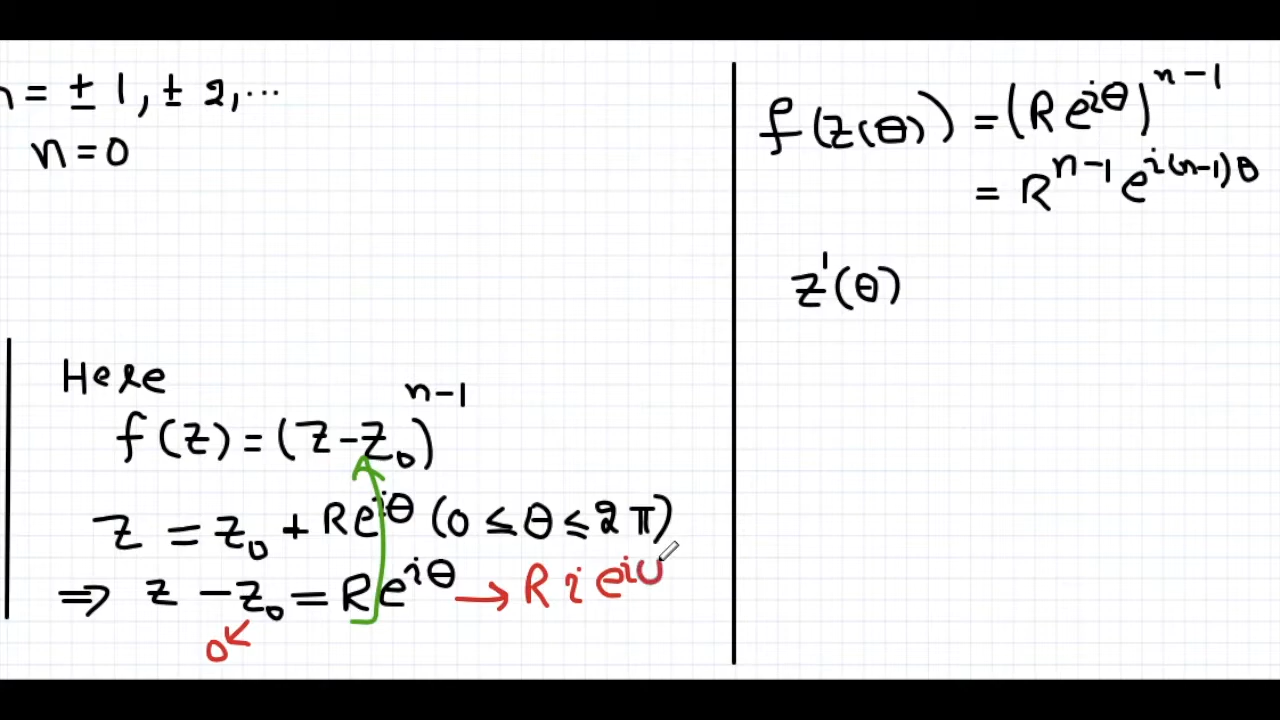 n = ± 1, ± 2, ...
n = 0
Here
f(z) = (z - z₀)ⁿ⁻¹
z = z₀ + Re^{iθ} (0 ≤ θ ≤ 2π)
⇒ z - z₀ = Re^{iθ} → R i e^{i
0
f(z(θ)) = (Re^{iθ})^{n-1}
= R^{n-1} e^{i(n-1)θ}
z'(θ)